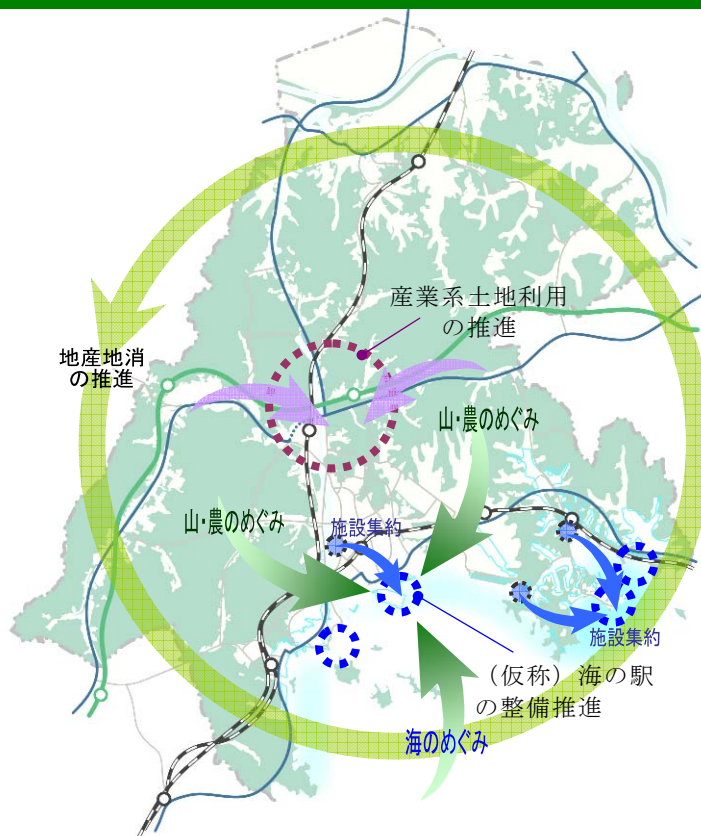 産業系土地利用
の推進
地産地消
の推進
山・農のめぐみ
山・農のめぐみ
施設集約
施設集約
（仮称）海の駅
の整備推進
海のめぐみ